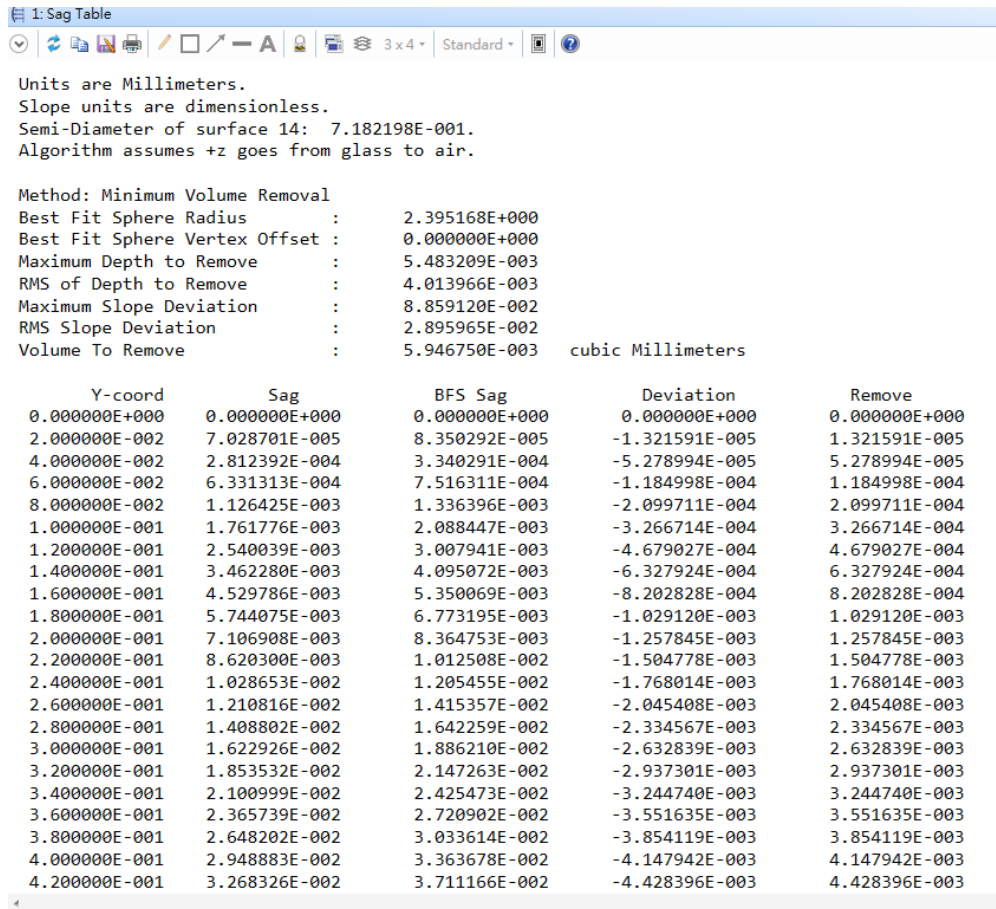 1: Sag Table
A 3 x 4 Standard
Units are Millimeters.
Slope units are dimensionless.
Semi-Diameter of surface 14: 7.182198E-001.
Algorithm assumes +z goes from glass to air.
Method: Minimum Volume Removal
Best Fit Sphere Radius : 2.395168E+000
Best Fit Sphere Vertex Offset : 0.000000E+000
Maximum Depth to Remove : 5.483209E-003
RMS of Depth to Remove : 4.013966E-003
Maximum Slope Deviation : 8.859120E-002
RMS Slope Deviation : 2.895965E-002
Volume To Remove : 5.946750E-003 cubic Millimeters
Y-coord Sag BFS Sag Deviation Remove
0.000000E+000 0.000000E+000 0.000000E+000 0.000000E+000 0.000000E+000
2.000000E-002 7.028701E-005 8.350292E-005 -1.321591E-005 1.321591E-005
4.000000E-002 2.812392E-004 3.340291E-004 -5.278994E-005 5.278994E-005
6.000000E-002 6.331313E-004 7.516311E-004 -1.184998E-004 1.184998E-004
8.000000E-002 1.126425E-003 1.336396E-003 -2.099711E-004 2.099711E-004
1.000000E-001 1.761776E-003 2.088447E-003 -3.266714E-004 3.266714E-004
1.200000E-001 2.540039E-003 3.007941E-003 -4.679027E-004 4.679027E-004
1.400000E-001 3.462280E-003 4.095072E-003 -6.327924E-004 6.327924E-004
1.600000E-001 4.529786E-003 5.350069E-003 -8.202828E-004 8.202828E-004
1.800000E-001 5.744075E-003 6.773195E-003 -1.029120E-003 1.029120E-003
2.000000E-001 7.106908E-003 8.364753E-003 -1.257845E-003 1.257845E-003
2.200000E-001 8.620300E-003 1.012508E-002 -1.504778E-003 1.504778E-003
2.400000E-001 1.028653E-002 1.205455E-002 -1.768014E-003 1.768014E-003
2.600000E-001 1.210816E-002 1.415357E-002 -2.045408E-003 2.045408E-003
2.800000E-001 1.408802E-002 1.642259E-002 -2.334567E-003 2.334567E-003
3.000000E-001 1.622926E-002 1.886210E-002 -2.632839E-003 2.632839E-003
3.200000E-001 1.853532E-002 2.147263E-002 -2.937301E-003 2.937301E-003
3.400000E-001 2.100999E-002 2.425473E-002 -3.244740E-003 3.244740E-003
3.600000E-001 2.365739E-002 2.720902E-002 -3.551635E-003 3.551635E-003
3.800000E-001 2.648202E-002 3.033614E-002 -3.854119E-003 3.854119E-003
4.000000E-001 2.948883E-002 3.363678E-002 -4.147942E-003 4.147942E-003
4.200000E-001 3.268326E-002 3.711166E-002 -4.428396E-003 4.428396E-003